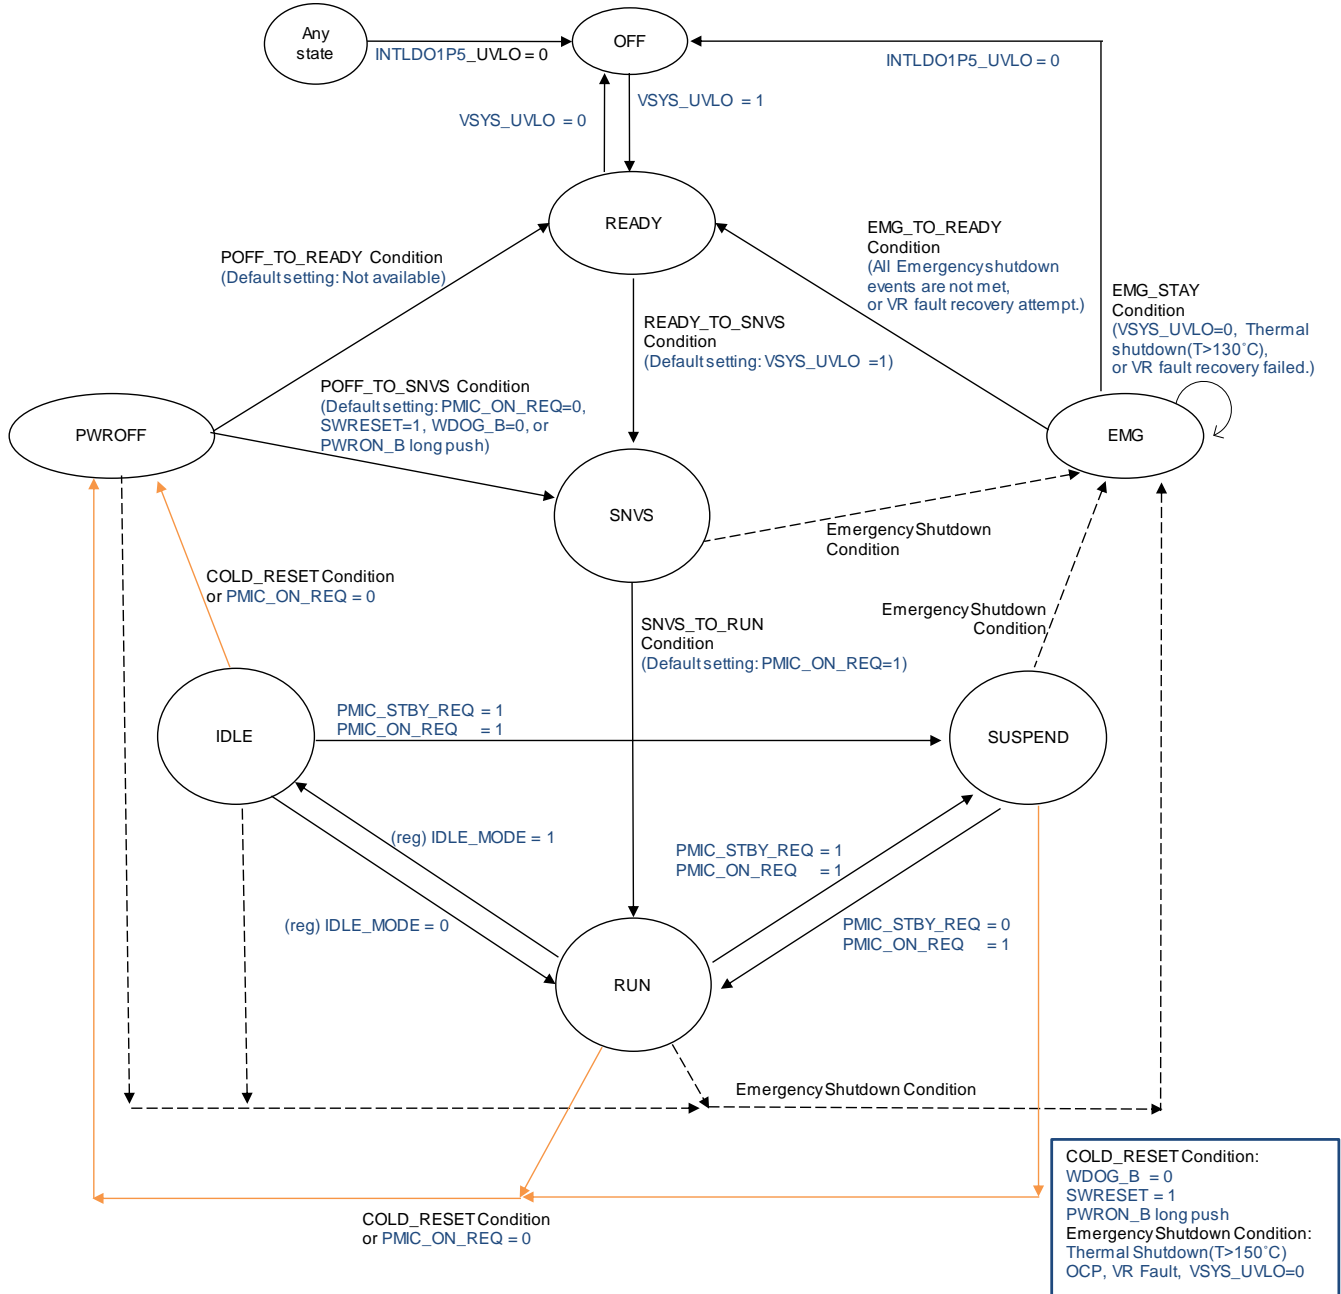 Any
state
OFF
INTLDO1P5_UVLO = 0
INTLDO1P5_UVLO = 0
VSYS_UVLO = 1
VSYS_UVLO = 0
READY
EMG_TO_READY
Condition
(All Emergency shutdown
events are not met,
or VR fault recovery attempt.)
POFF_TO_READY Condition
(Default setting: Not available)
EMG_STAY
Condition
(VSYS_UVLO=0, Thermal
shutdown(T>130°C),
or VR fault recovery failed.)
READY_TO_SNVS
Condition
(Default setting: VSYS_UVLO =1)
POFF_TO_SNVS Condition
(Default setting: PMIC_ON_REQ=0,
SWRESET=1, WDOG_B=0, or
PWRON_B long push)
PWROFF
EMG
SNVS
Emergency Shutdown
Condition
COLD_RESET Condition
or PMIC_ON_REQ = 0
Emergency Shutdown
Condition
SNVS_TO_RUN
Condition
(Default setting: PMIC_ON_REQ=1)
PMIC_STBY_REQ = 1
PMIC_ON_REQ = 1
IDLE
SUSPEND
(reg) IDLE_MODE = 1
PMIC_STBY_REQ = 1
PMIC_ON_REQ = 1
(reg) IDLE_MODE = 0
PMIC_STBY_REQ = 0
PMIC_ON_REQ = 1
RUN
Emergency Shutdown Condition
COLD_RESET Condition
or PMIC_ON_REQ = 0
COLD_RESET Condition:
WDOG_B = 0
SWRESET = 1
PWRON_B long push
Emergency Shutdown Condition:
Thermal Shutdown(T>150°C)
OCP, VR Fault, VSYS_UVLO=0